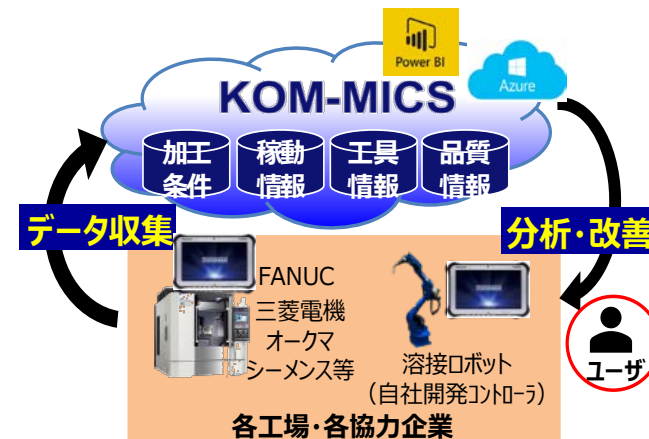 Power BI
Azure
KOM-MICS
加工
条件
稼動
情報
工具
情報
品質
情報
データ収集
分析・改善
FANUC
三菱電機
オークマ
シーメンス等
溶接ロボット
（自社開発コントローラ）
ユーザ
各工場・各協力企業